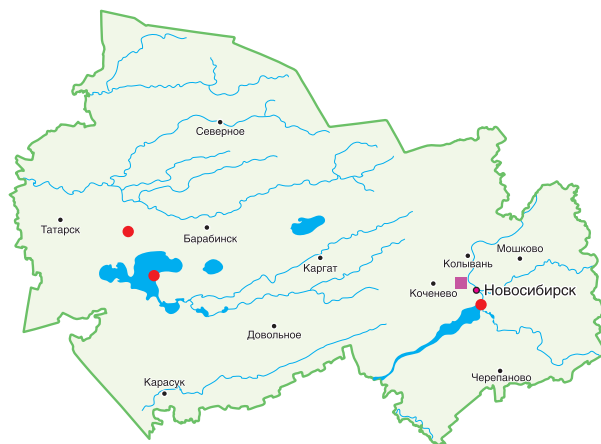 Северное
Татарск
Барабинск
Каргат
Колывань
Мошково
Коченево
Новосибирск
Довольное
Карасук
Черепаново